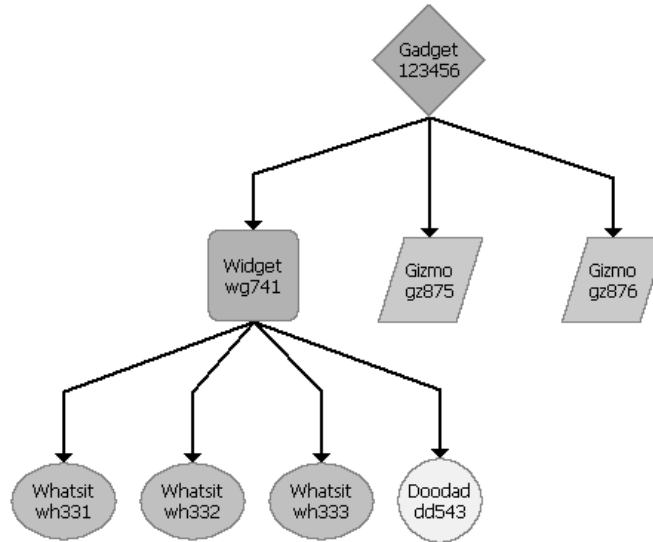 Gadget
123456
Widget
wg741
Gizmo
gz875
Gizmo
gz876
Whatsit
wh331
Whatsit
wh332
Whatsit
wh333
Doodad
dd543